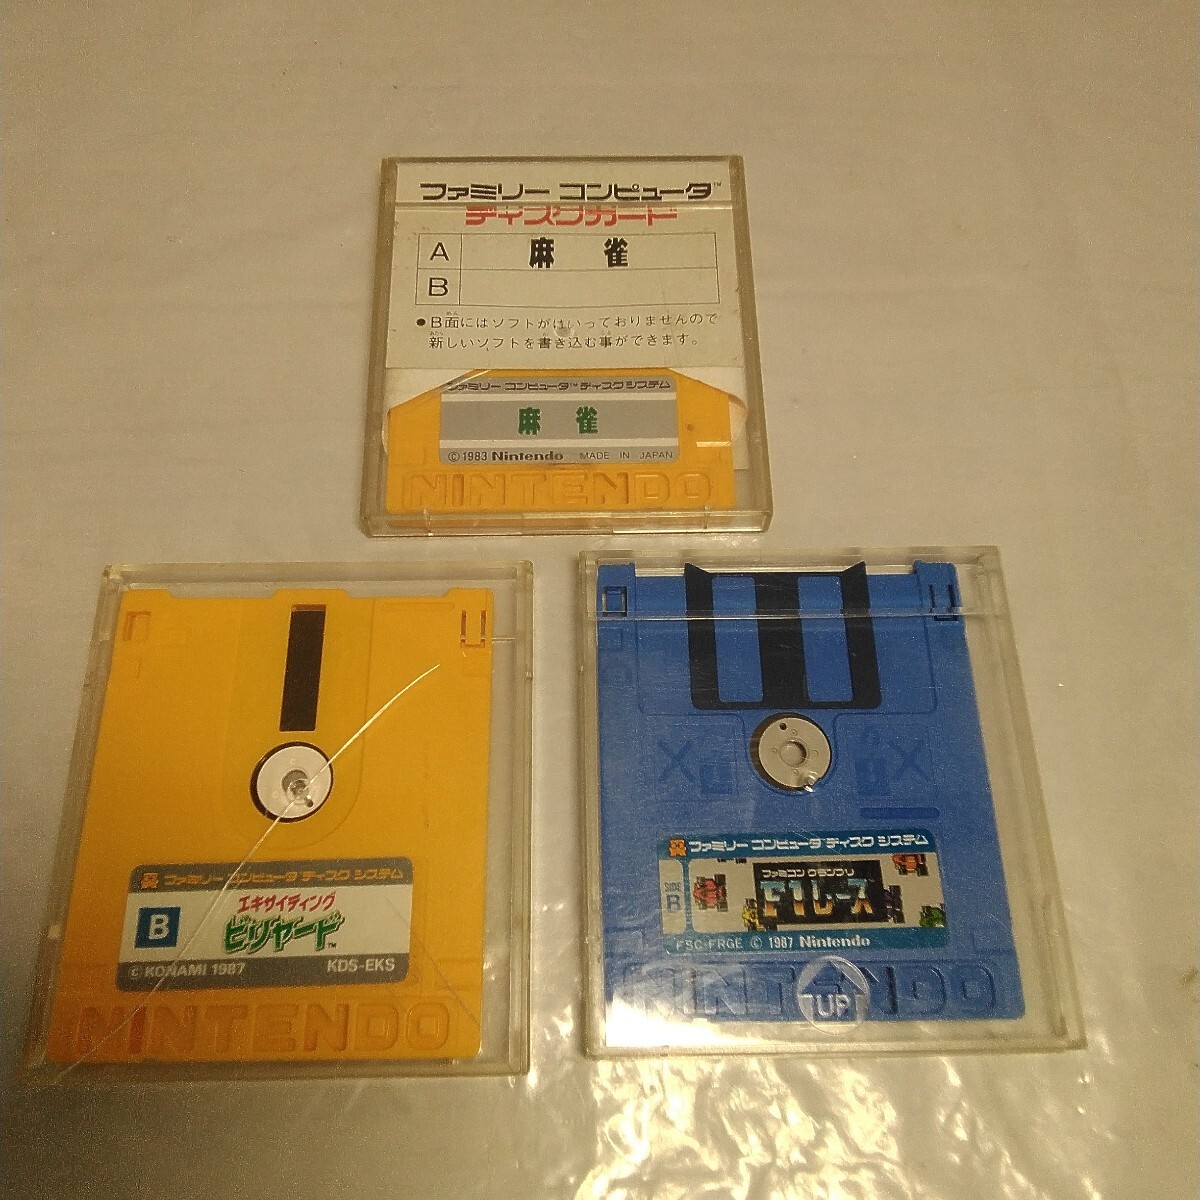 ファミリー コンピュータ™
ディスクカード
A 麻 雀
B
●B面にはソフトがはいっておりませんので
新しいソフトを書き込む事ができます。
ファミリー コンピュータ™ ディスク システム
麻 雀
©1983 Nintendo MADE IN JAPAN
NINTENDO
ファミリー コンピュータ ディスク システム
エキサイティング
B
ビリヤード™
© KONAMI 1987 KDS-EKS
NINTENDO
ファミリー コンピュータ ディスク システム
SIDE
B
ファミコン グランプリ
F1レース
FSC-FRGE © 1987 Nintendo
NINTENDO
UP